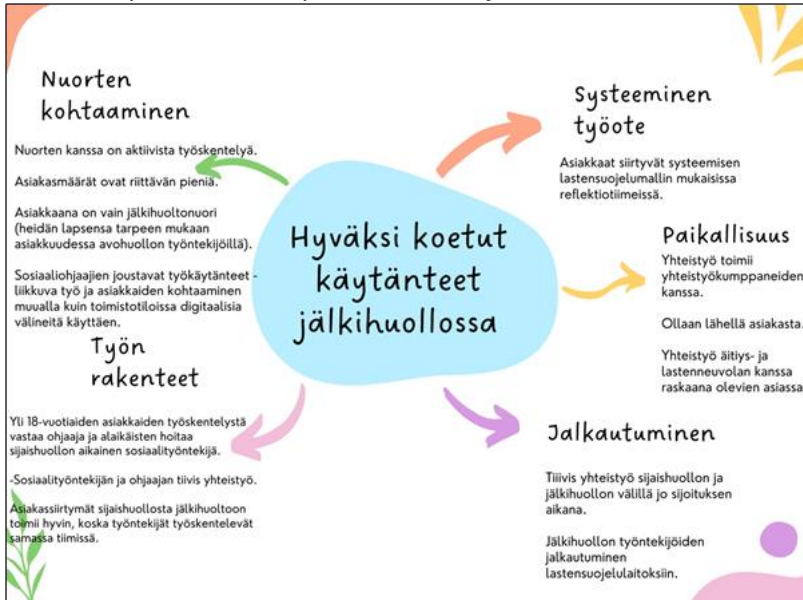 Nuorten
kohtaaminen
Nuorten kanssa on aktiivista työskentelyä.
Asiakasmäärät ovat riittävän pieniä.
Asiakkaana on vain jälkihuoltonuori
(heidän lapsensa tarpeen mukaan
asiakkuudessa avohuollon työntekijöillä).
Sosiaaliohjaajien joustavat työkäytänteet -
liikkuva työ ja asiakkaiden kohtaaminen
muualla kuin toimistotiloissa digitaalisia
välineitä käyttäen.
Työn
rakenteet
Yli 18-vuotiaiden asiakkaiden työskentelystä
vastaa ohjaaja ja alaikäisten hoitaa
sijaishuollon aikainen sosiaalityöntekijä.
-Sosiaalityöntekijän ja ohjaajan tiivis yhteistyö.
Asiakassiirtymät sijaishuollosta jälkihuoltoon
toimii hyvin, koska työntekijät työskentelevät
samassa tiimissä.
Hyväksi koetut
käytänteet
jälkihuollossa
Systeeminen
työote
Asiakkaat siirtyvät systeemisen
lastensuojelumallin mukaisissa
reflektiotiimeissä.
Paikallisuus
Yhteistyö toimii
yhteistyökumppaneiden
kanssa.
Ollaan lähellä asiakasta.
Yhteistyö äitiys- ja
lastenneuvolan kanssa
raskaana olevien asiassa
Jalkautuminen
Tiiivis yhteistyö sijaishuollon ja
jälkihuollon välillä jo sijoituksen
aikana.
Jälkihuollon työntekijöiden
jalkautuminen
lastensuojelulaitoksiin.